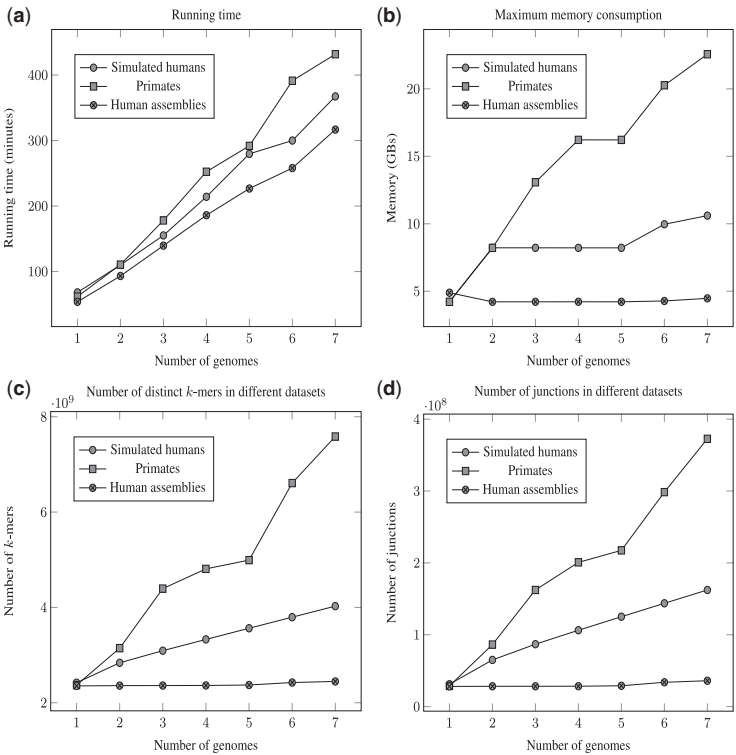 (a)
Running time
Simulated humans
Primates
Human assemblies
400
300
200
100
Running time (minutes)
1 2 3 4 5 6 7
Number of genomes
(b)
Maximum memory consumption
Simulated humans
Primates
Human assemblies
20
15
10
5
Memory (GBs)
1 2 3 4 5 6 7
Number of genomes
(c)
Number of distinct k-mers in different datasets
·10⁹
Simulated humans
Primates
Human assemblies
8
6
4
2
Number of k-mers
1 2 3 4 5 6 7
Number of genomes
(d)
Number of junctions in different datasets
·10⁸
Simulated humans
Primates
Human assemblies
4
3
2
1
0
Number of junctions
1 2 3 4 5 6 7
Number of genomes